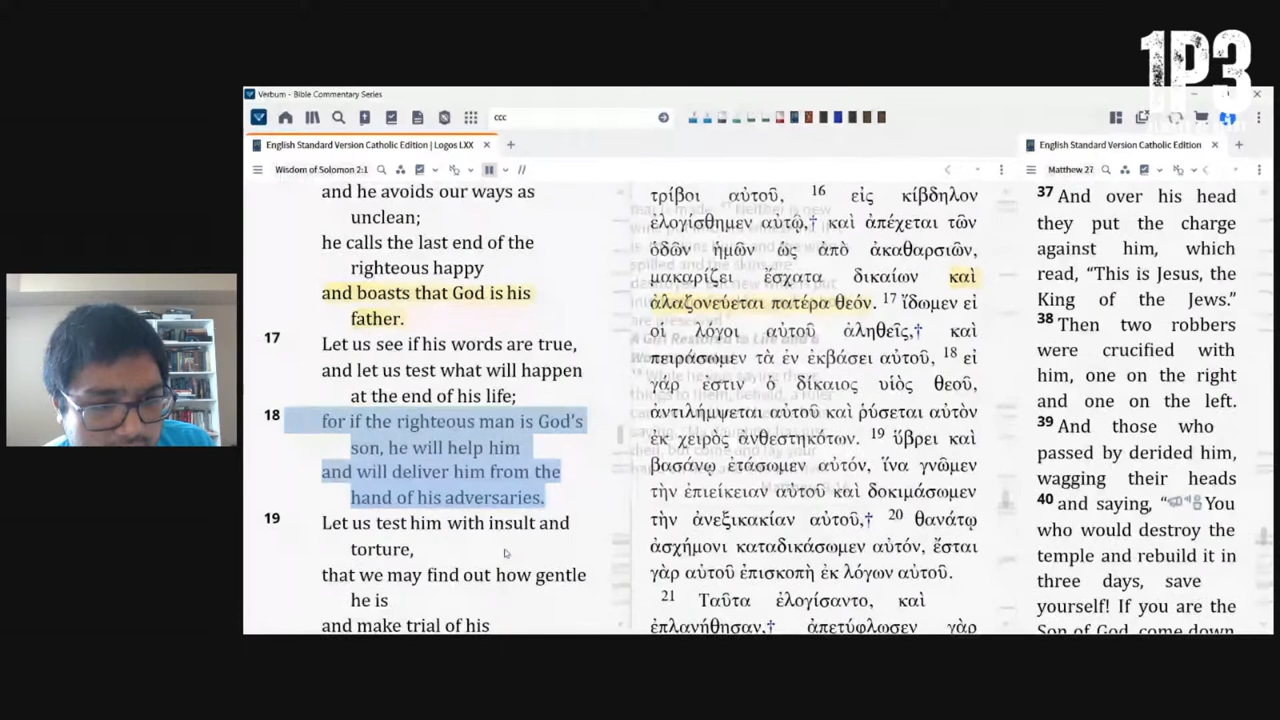 1P3
Verbum - Bible Commentary Series
ccc
English Standard Version Catholic Edition | Logos LXX
Wisdom of Solomon 2:1
and he avoids our ways as
unclean;
he calls the last end of the
righteous happy
and boasts that God is his
father.
17 Let us see if his words are true,
and let us test what will happen
at the end of his life;
18 for if the righteous man is God’s
son, he will help him
and will deliver him from the
hand of his adversaries.
19 Let us test him with insult and
torture,
that we may find out how gentle
he is
and make trial of his
τρίβοι αὐτοῦ, 16 εἰς κίβδηλον
ἐλογίσθημεν αὐτῷ,† καὶ ἀπέχεται τῶν
ὁδῶν ἡμῶν ὡς ἀπὸ ἀκαθαρσιῶν,
μακαρίζει ἔσχατα δικαίων καὶ
ἀλαζονεύεται πατέρα θεόν. 17 ἴδωμεν εἰ
οἱ λόγοι αὐτοῦ ἀληθεῖς,† καὶ
πειράσωμεν τὰ ἐν ἐκβάσει αὐτοῦ, 18 εἰ
γάρ ἐστιν ὁ δίκαιος υἱὸς θεοῦ,
ἀντιλήμψεται αὐτοῦ καὶ ῥύσεται αὐτὸν
ἐκ χειρὸς ἀνθεστηκότων. 19 ὕβρει καὶ
βασάνῳ ἐτάσωμεν αὐτόν, ἵνα γνῶμεν
τὴν ἐπιείκειαν αὐτοῦ καὶ δοκιμάσωμεν
τὴν ἀνεξικακίαν αὐτοῦ,† 20 θανάτῳ
ἀσχήμονι καταδικάσωμεν αὐτόν, ἔσται
γὰρ αὐτοῦ ἐπισκοπὴ ἐκ λόγων αὐτοῦ.
21 Ταῦτα ἐλογίσαντο, καὶ
ἐπλανήθησαν,† ἀπετύφλωσεν γὰρ
English Standard Version Catholic Edition
Matthew 27
37 And over his head
they put the charge
against him, which
read, “This is Jesus, the
King of the Jews.”
38 Then two robbers
were crucified with
him, one on the right
and one on the left.
39 And those who
passed by derided him,
wagging their heads
40 and saying, “You
who would destroy the
temple and rebuild it in
three days, save
yourself! If you are the
Son of God, come down